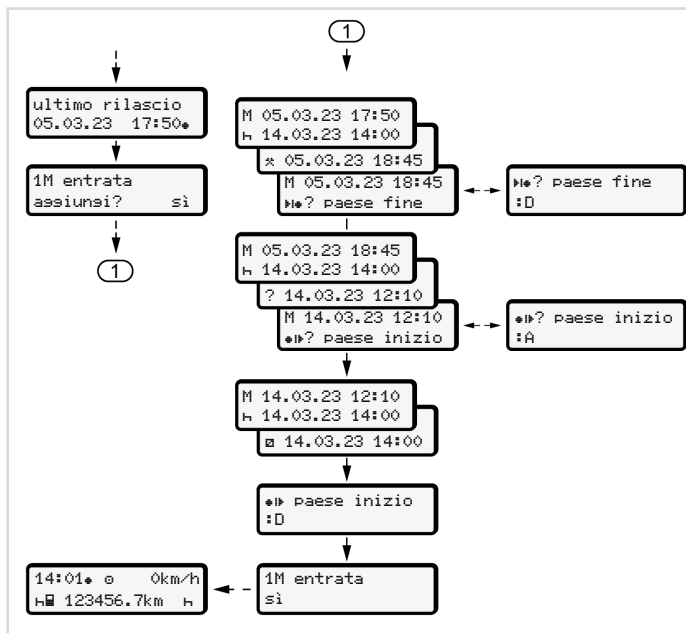 1
ultimo rilascio
05.03.23 17:50
1M entrata
aggiungi? sì
1
M 05.03.23 17:50
14.03.23 14:00
05.03.23 18:45
M 05.03.23 18:45
? paese fine
? paese fine
:D
M 05.03.23 18:45
14.03.23 14:00
? 14.03.23 12:10
M 14.03.23 12:10
? paese inizio
? paese inizio
:A
M 14.03.23 12:10
14.03.23 14:00
14.03.23 14:00
paese inizio
:D
1M entrata
sì
14:01 0km/h
123456.7km